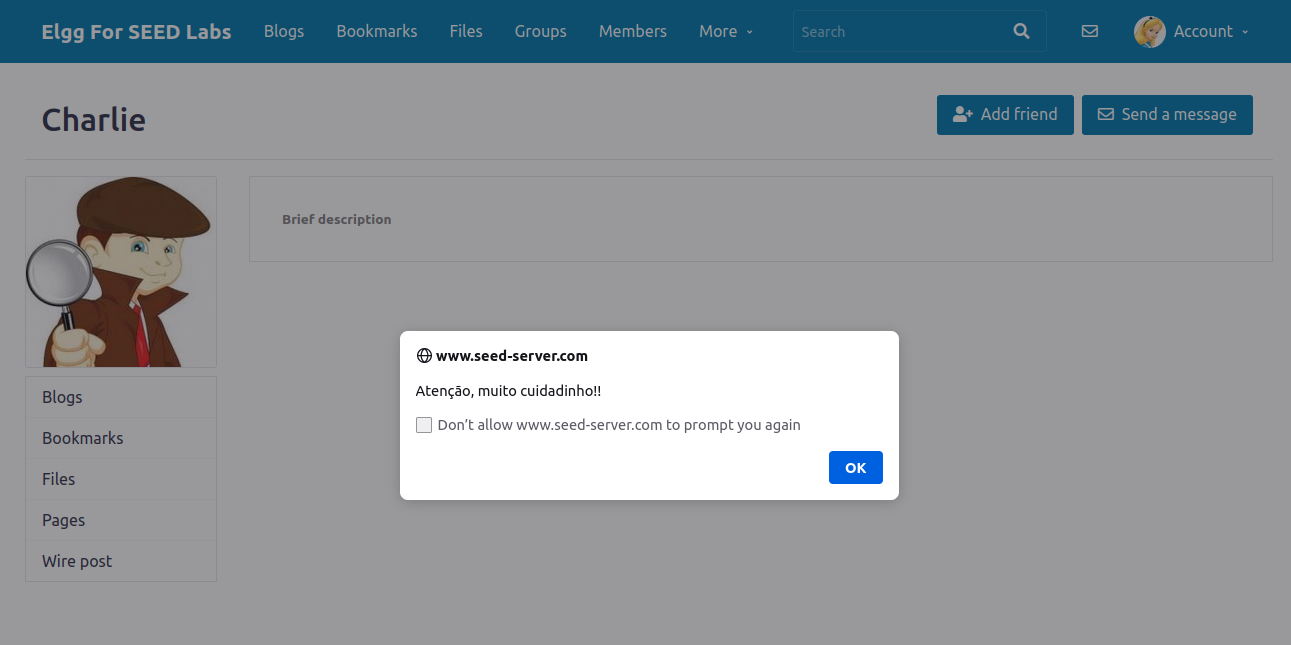 Elgg For SEED Labs Blogs Bookmarks Files Groups Members More Search Account
Charlie
Add friend Send a message
Brief description
www.seed-server.com
Atenção, muito cuidadinho!!
Don’t allow www.seed-server.com to prompt you again
OK
Blogs
Bookmarks
Files
Pages
Wire post